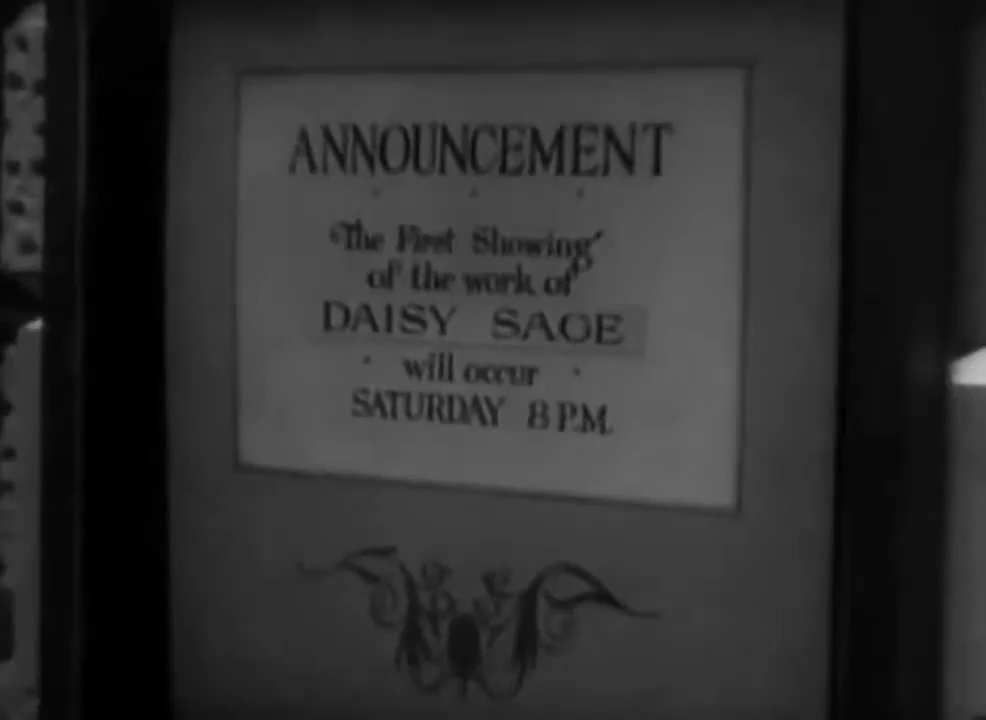 ANNOUNCEMENT
The First Showing
of the work of
DAISY SAGE
will occur
SATURDAY 8 P.M.